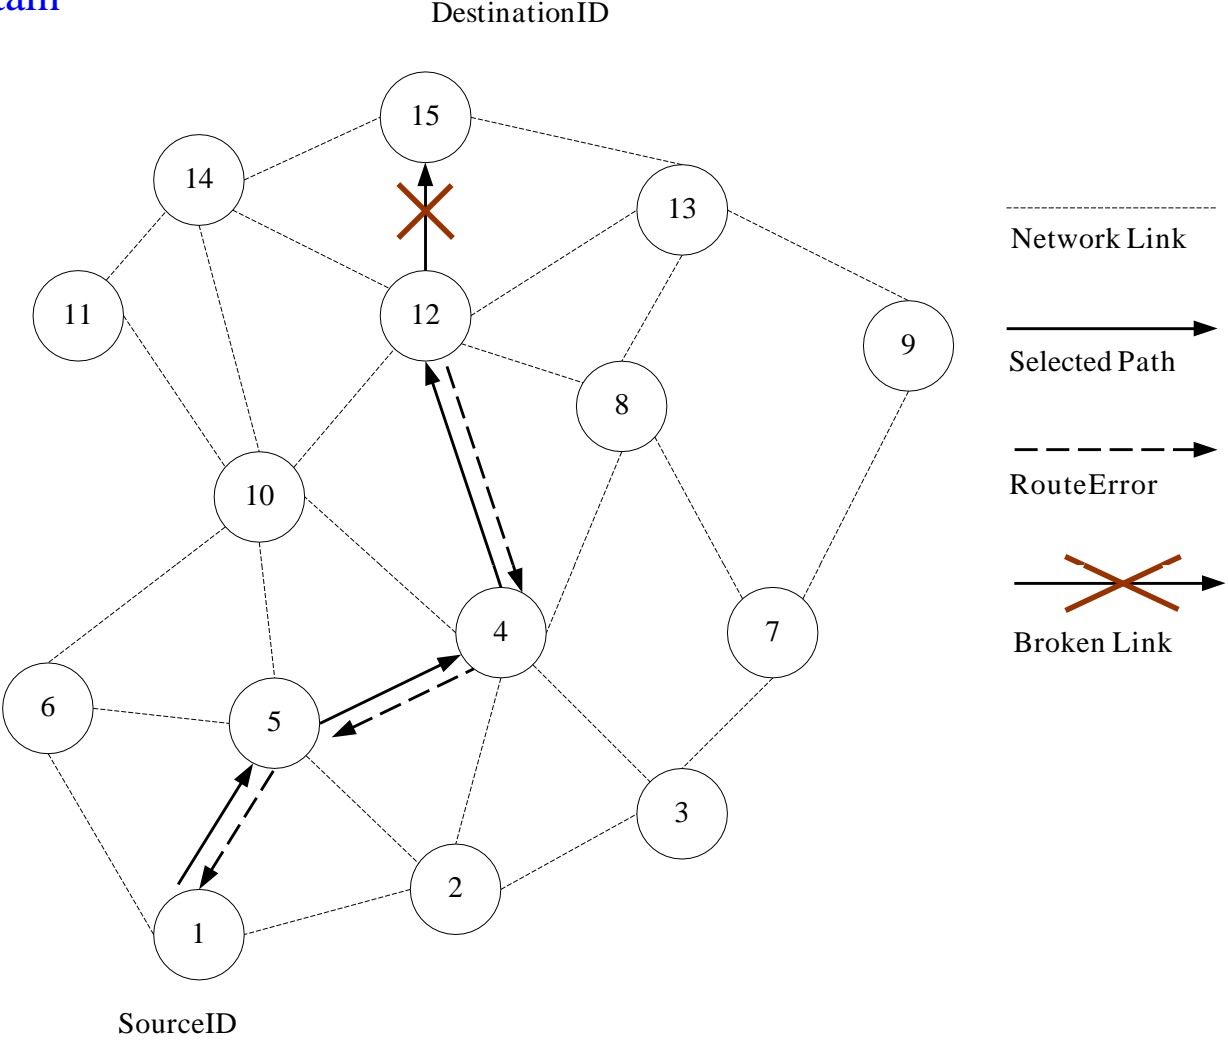 DestinationID
15
14
13
11
12
9
8
10
4
7
6
5
3
2
1
SourceID
Network Link
Selected Path
RouteError
Broken Link